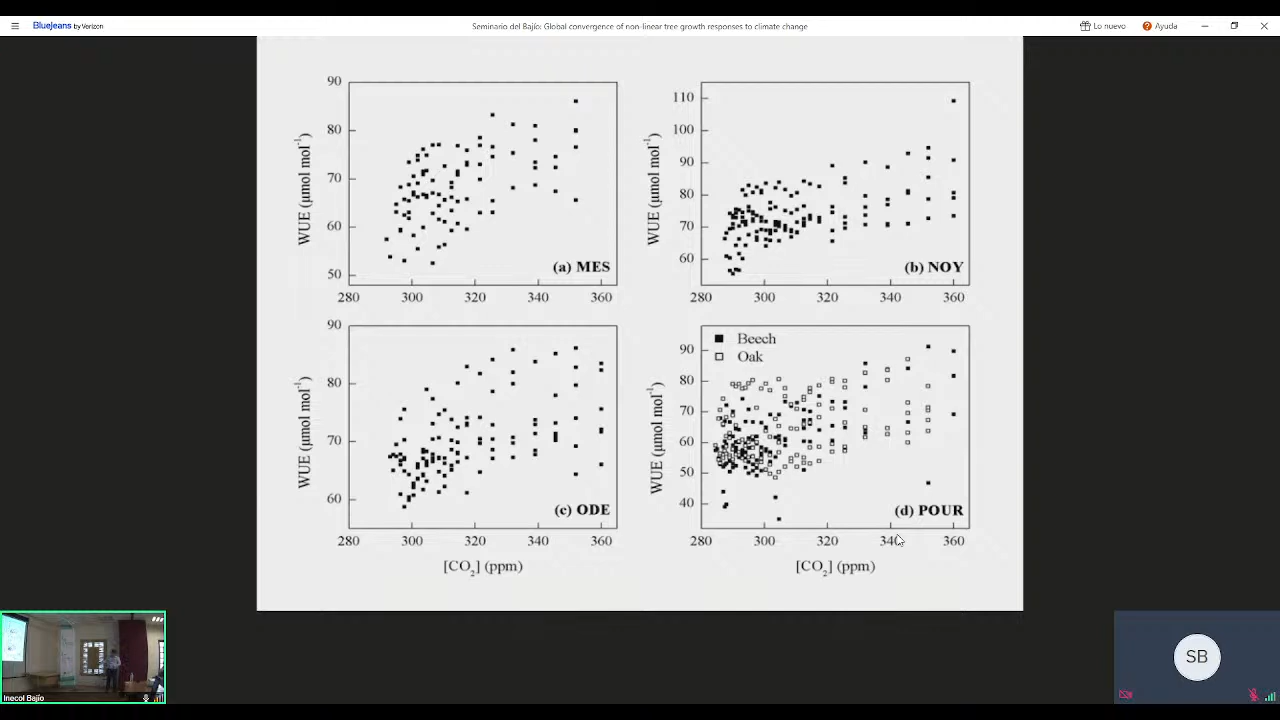 BlueJeans by Verizon
Seminario del Bajío: Global convergence of non-linear tree growth responses to climate change
Lo nuevo
Ayuda
90
80
70
60
50
WUE (µmol mol⁻¹)
(a) MES
280 300 320 340 360
110
100
90
80
70
60
WUE (µmol mol⁻¹)
(b) NOY
280 300 320 340 360
90
80
70
60
WUE (µmol mol⁻¹)
(c) ODE
280 300 320 340 360
[CO₂] (ppm)
Beech
Oak
90
80
70
60
50
40
WUE (µmol mol⁻¹)
(d) POUR
280 300 320 340 360
[CO₂] (ppm)
Inecol Bajío
SB